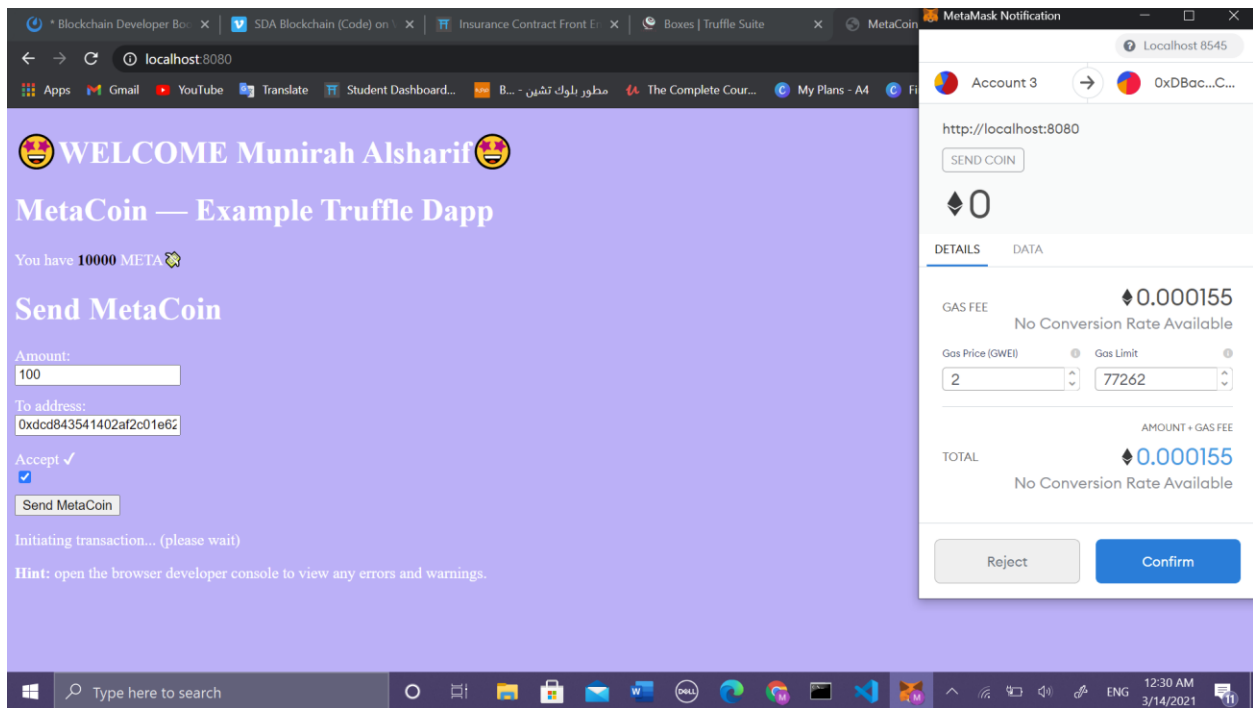 * Blockchain Developer Boo
SDA Blockchain (Code) on
Insurance Contract Front E
Boxes | Truffle Suite
MetaCoin
localhost:8080
Apps
Gmail
YouTube
Translate
Student Dashboard...
B... - مطور بلوك تشين
The Complete Cour...
My Plans - A4
WELCOME Munirah Alsharif
MetaCoin — Example Truffle Dapp
You have 10000 META
Send MetaCoin
Amount:
100
To address:
0xdcd843541402af2c01e62
Accept ✓
Send MetaCoin
Initiating transaction... (please wait)
Hint: open the browser developer console to view any errors and warnings.
MetaMask Notification
Localhost 8545
Account 3
0xDBac...C...
http://localhost:8080
SEND COIN
0
DETAILS
DATA
GAS FEE
0.000155
No Conversion Rate Available
Gas Price (GWEI)
Gas Limit
2
77262
AMOUNT + GAS FEE
TOTAL
0.000155
No Conversion Rate Available
Reject
Confirm
Type here to search
DELL
ENG
12:30 AM
3/14/2021
11